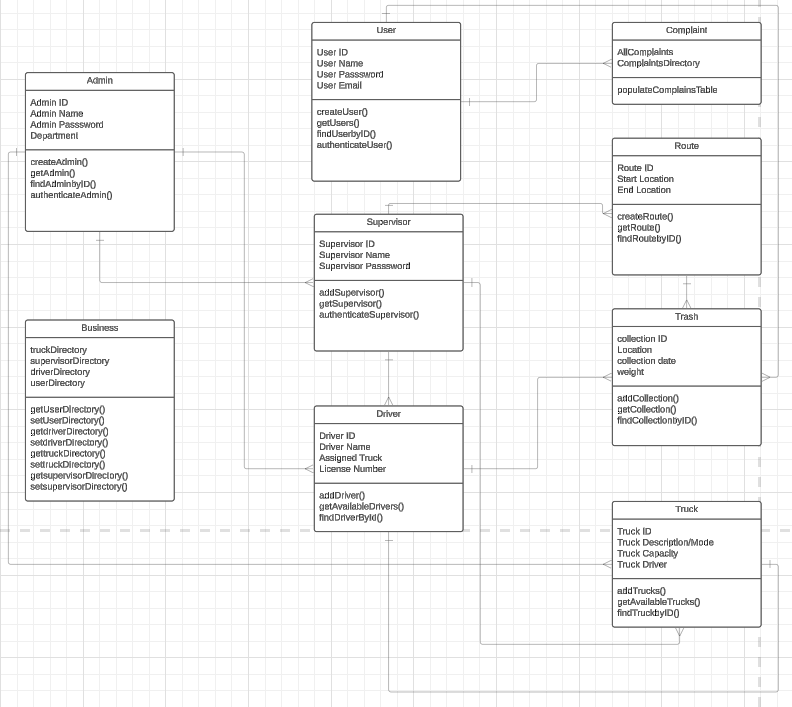 User
User ID
User Name
User Passsword
User Email
createUser()
getUsers()
findUserbyID()
authenticateUser()
Complaint
AllComplaints
ComplaintsDirectory
populateComplainsTable
Admin
Admin ID
Admin Name
Admin Passsword
Department
createAdmin()
getAdmin()
findAdminbyID()
authenticateAdmin()
Route
Route ID
Start Location
End Location
createRoute()
getRoute()
findRoutebyID()
Supervisor
Supervisor ID
Supervisor Name
Supervisor Passsword
addSupervisor()
getSupervisor()
authenticateSupervisor()
Business
truckDirectory
supervisorDirectory
driverDirectory
userDirectory
getUserDirectory()
setUserDirectory()
getdriverDirectory()
setdriverDirectory()
gettruckDirectory()
settruckDirectory()
getsupervisorDirectory()
setsupervisorDirectory()
Trash
collection ID
Location
collection date
weight
addCollection()
getCollection()
findCollectionbyID()
Driver
Driver ID
Driver Name
Assigned Truck
License Number
addDriver()
getAvailableDrivers()
findDriverById()
Truck
Truck ID
Truck Description/Mode
Truck Capacity
Truck Driver
addTrucks()
getAvailableTrucks()
findTruckbyID()